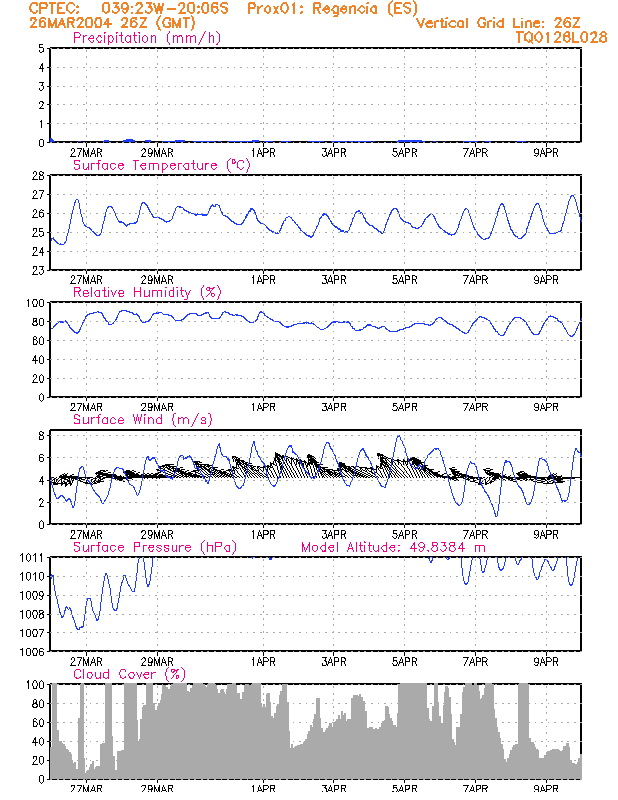 CPTEC: 039:23W-20:06S Prox01: Regencia (ES)
26MAR2004 26Z (GMT) Vertical Grid Line: 26Z
Precipitation (mm/h) TQ0126L028
5
4
3
2
1
0
27MAR 29MAR 1APR 3APR 5APR 7APR 9APR
Surface Temperature (°C)
28
27
26
25
24
23
27MAR 29MAR 1APR 3APR 5APR 7APR 9APR
Relative Humidity (%)
100
80
60
40
20
0
27MAR 29MAR 1APR 3APR 5APR 7APR 9APR
Surface Wind (m/s)
8
6
4
2
0
27MAR 29MAR 1APR 3APR 5APR 7APR 9APR
Surface Pressure (hPa) Model Altitude: 49.8384 m
1011
1010
1009
1008
1007
1006
27MAR 29MAR 1APR 3APR 5APR 7APR 9APR
Cloud Cover (%)
100
80
60
40
20
0
27MAR 29MAR 1APR 3APR 5APR 7APR 9APR